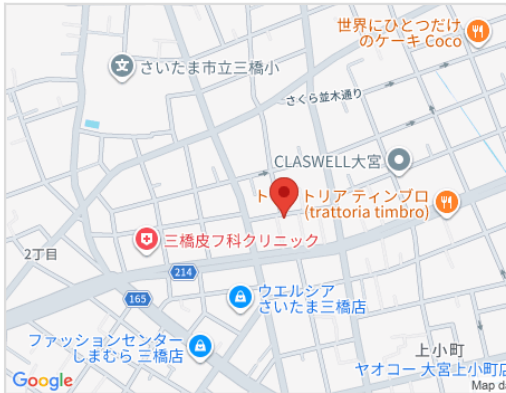 世界にひとつだけ
のケーキ Coco
さいたま市立三橋小
さくら並木通り
CLASWELL大宮
トリア ティンブロ
(trattoria timbro)
三橋皮フ科クリニック
2丁目
214
165
ウエルシア
さいたま三橋店
ファッションセンター
しまむら 三橋店
上小町
ヤオコー 大宮上小町店
Google
Map da